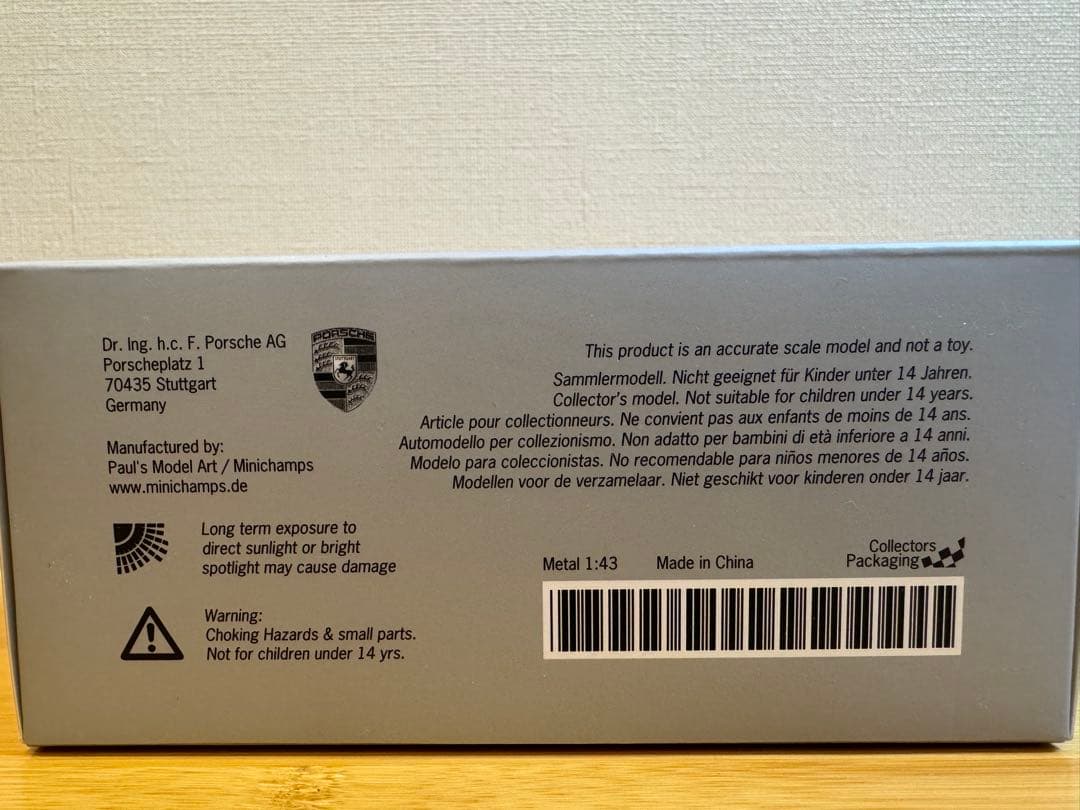 Dr. Ing. h.c. F. Porsche AG
Porscheplatz 1
70435 Stuttgart
Germany
PORSCHE
STUTTGART
Manufactured by:
Paul's Model Art / Minichamps
www.minichamps.de
Long term exposure to
direct sunlight or bright
spotlight may cause damage
Warning:
Choking Hazards & small parts.
Not for children under 14 yrs.
This product is an accurate scale model and not a toy.
Sammlermodell. Nicht geeignet für Kinder unter 14 Jahren.
Collector's model. Not suitable for children under 14 years.
Article pour collectionneurs. Ne convient pas aux enfants de moins de 14 ans.
Automodello per collezionismo. Non adatto per bambini di età inferiore a 14 anni.
Modelo para coleccionistas. No recomendable para niños menores de 14 años.
Modellen voor de verzamelaar. Niet geschikt voor kinderen onder 14 jaar.
Metal 1:43
Made in China
Collectors
Packaging